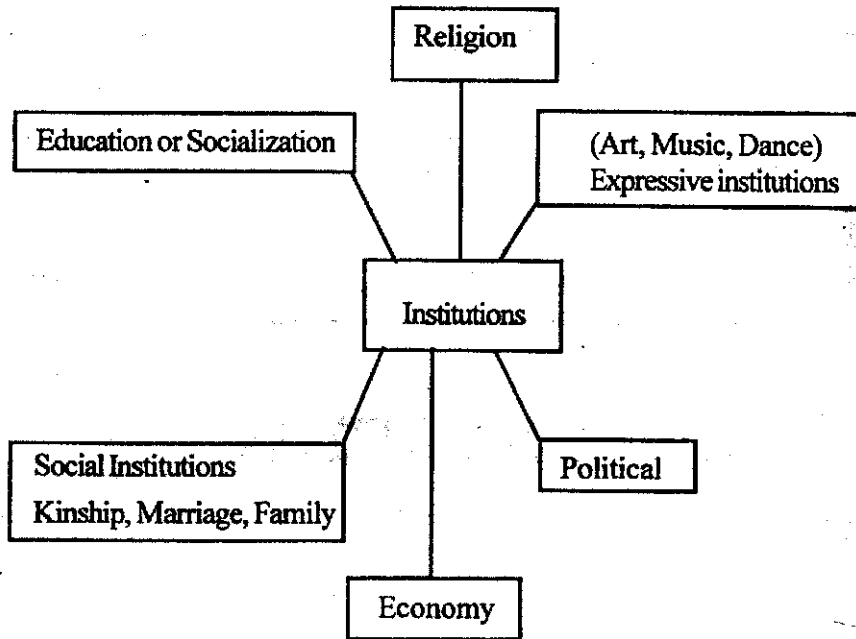 Religion
Education or Socialization
(Art, Music, Dance)
Expressive institutions
Institutions
Social Institutions
Kinship, Marriage, Family
Political
Economy